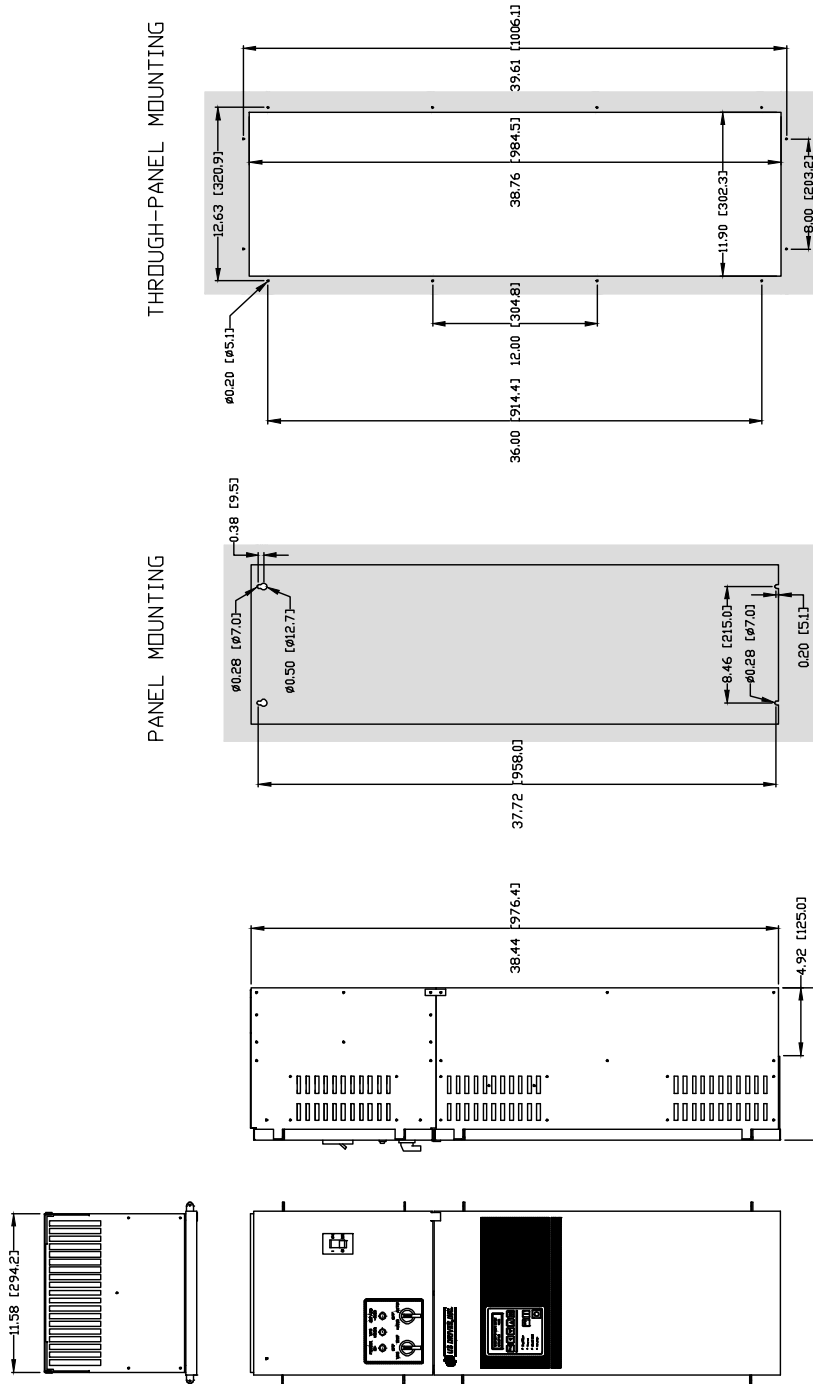 THROUGH-PANEL MOUNTING
39.61 [1006.1]
12.63 [320.9]
38.76 [984.5]
11.90 [302.3]
8.00 [203.2]
Ø0.20 [Ø5.1]
12.00 [304.8]
36.00 [914.4]
PANEL MOUNTING
0.38 [9.5]
Ø0.28 [Ø7.0]
Ø0.50 [Ø12.7]
8.46 [215.0]
Ø0.28 [Ø7.0]
0.20 [5.1]
37.72 [958.0]
38.44 [976.4]
4.92 [125.0]
11.58 [294.2]
US DRIVES, INC.